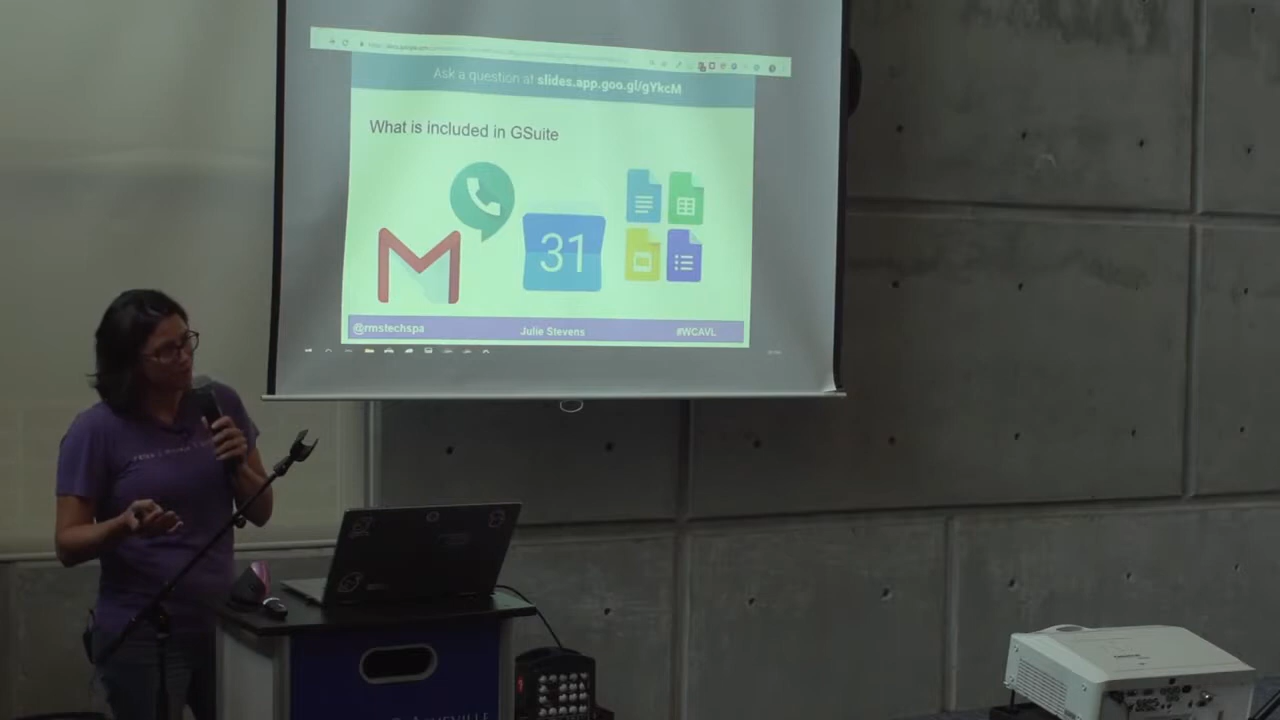 Ask a question at slides.app.goo.gl/gYkcM
What is included in GSuite
31
@rmstechspa
Julie Stevens
#WCAVL